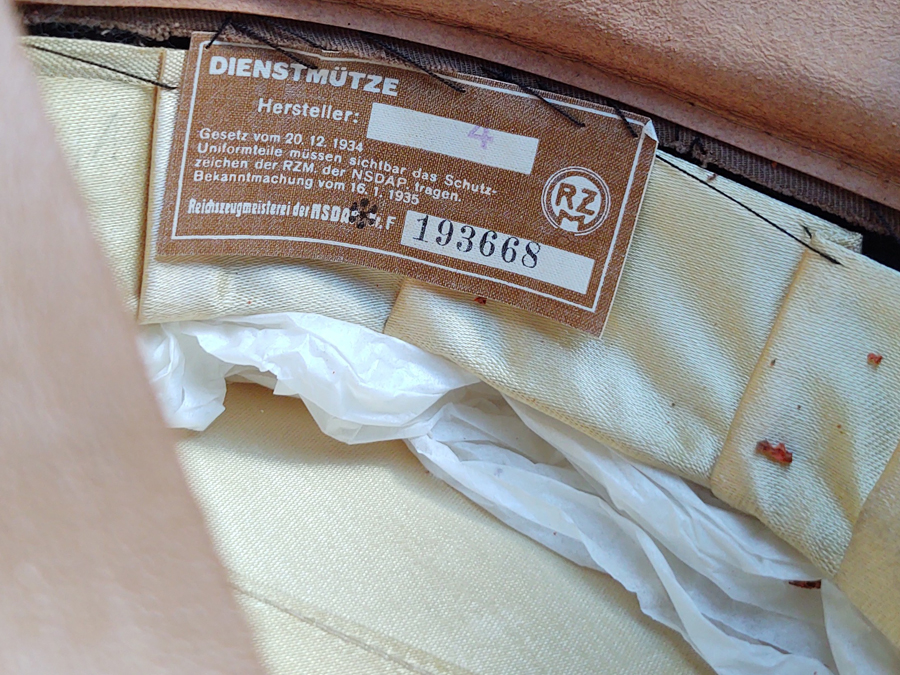 DIENSTMÜTZE
Hersteller: 4
Gesetz vom 20. 12. 1934
Uniformteile müssen sichtbar das Schutz-
zeichen der RZM. der NSDAP. tragen.
Bekanntmachung vom 16. 1. 1935
Reichszeugmeisterei der NSDA F 193668
RZM